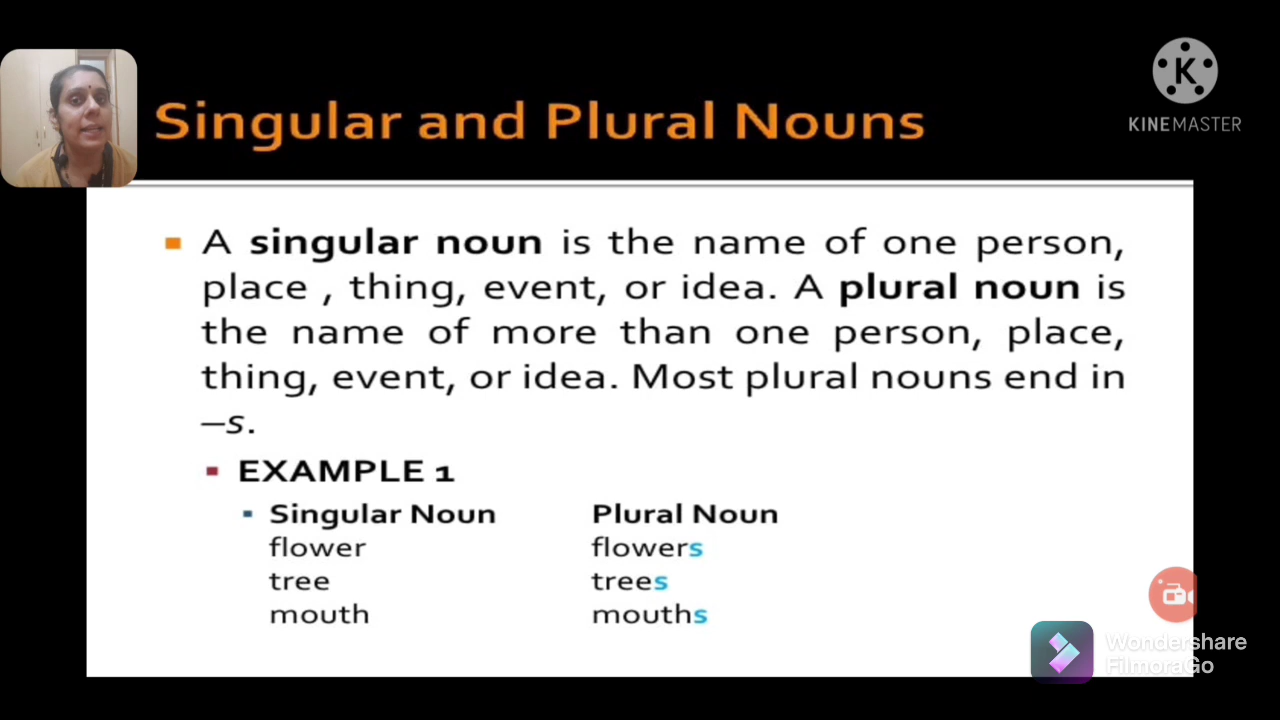 Singular and Plural Nouns
K
KINEMASTER
A singular noun is the name of one person,
place , thing, event, or idea. A plural noun is
the name of more than one person, place,
thing, event, or idea. Most plural nouns end in
–s.
EXAMPLE 1
Singular Noun Plural Noun
flower flowers
tree trees
mouth mouths
Wondershare
FilmoraGo